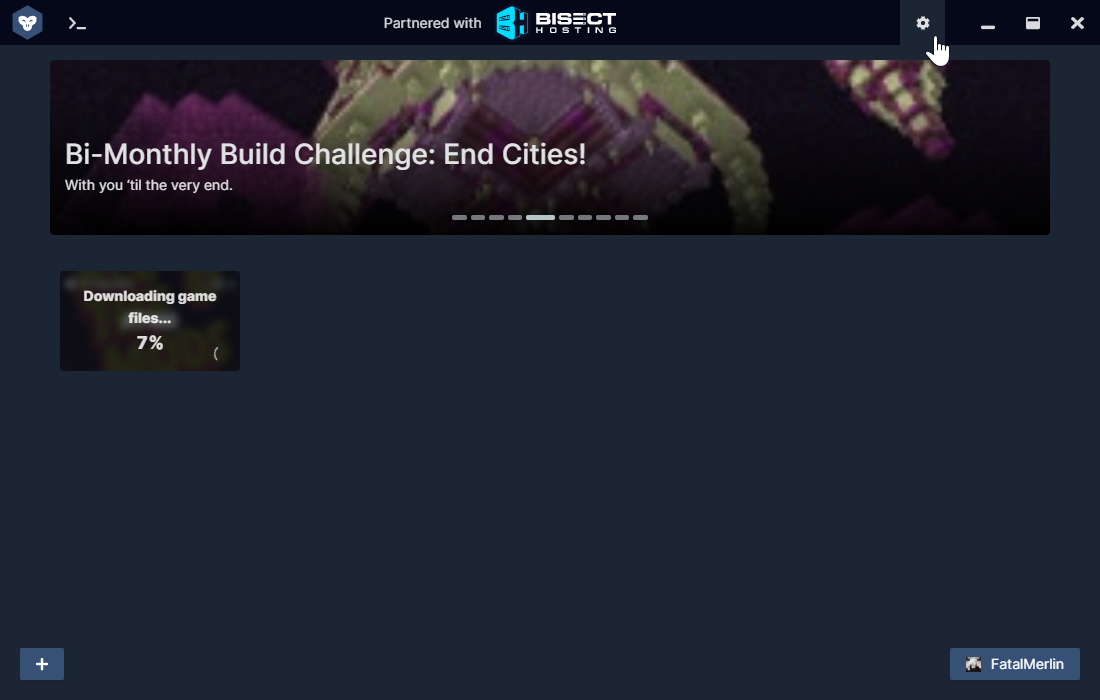 Partnered with
BISECT
HOSTING
Bi-Monthly Build Challenge: End Cities!
With you ‘til the very end.
Downloading game
files...
7%
FatalMerlin